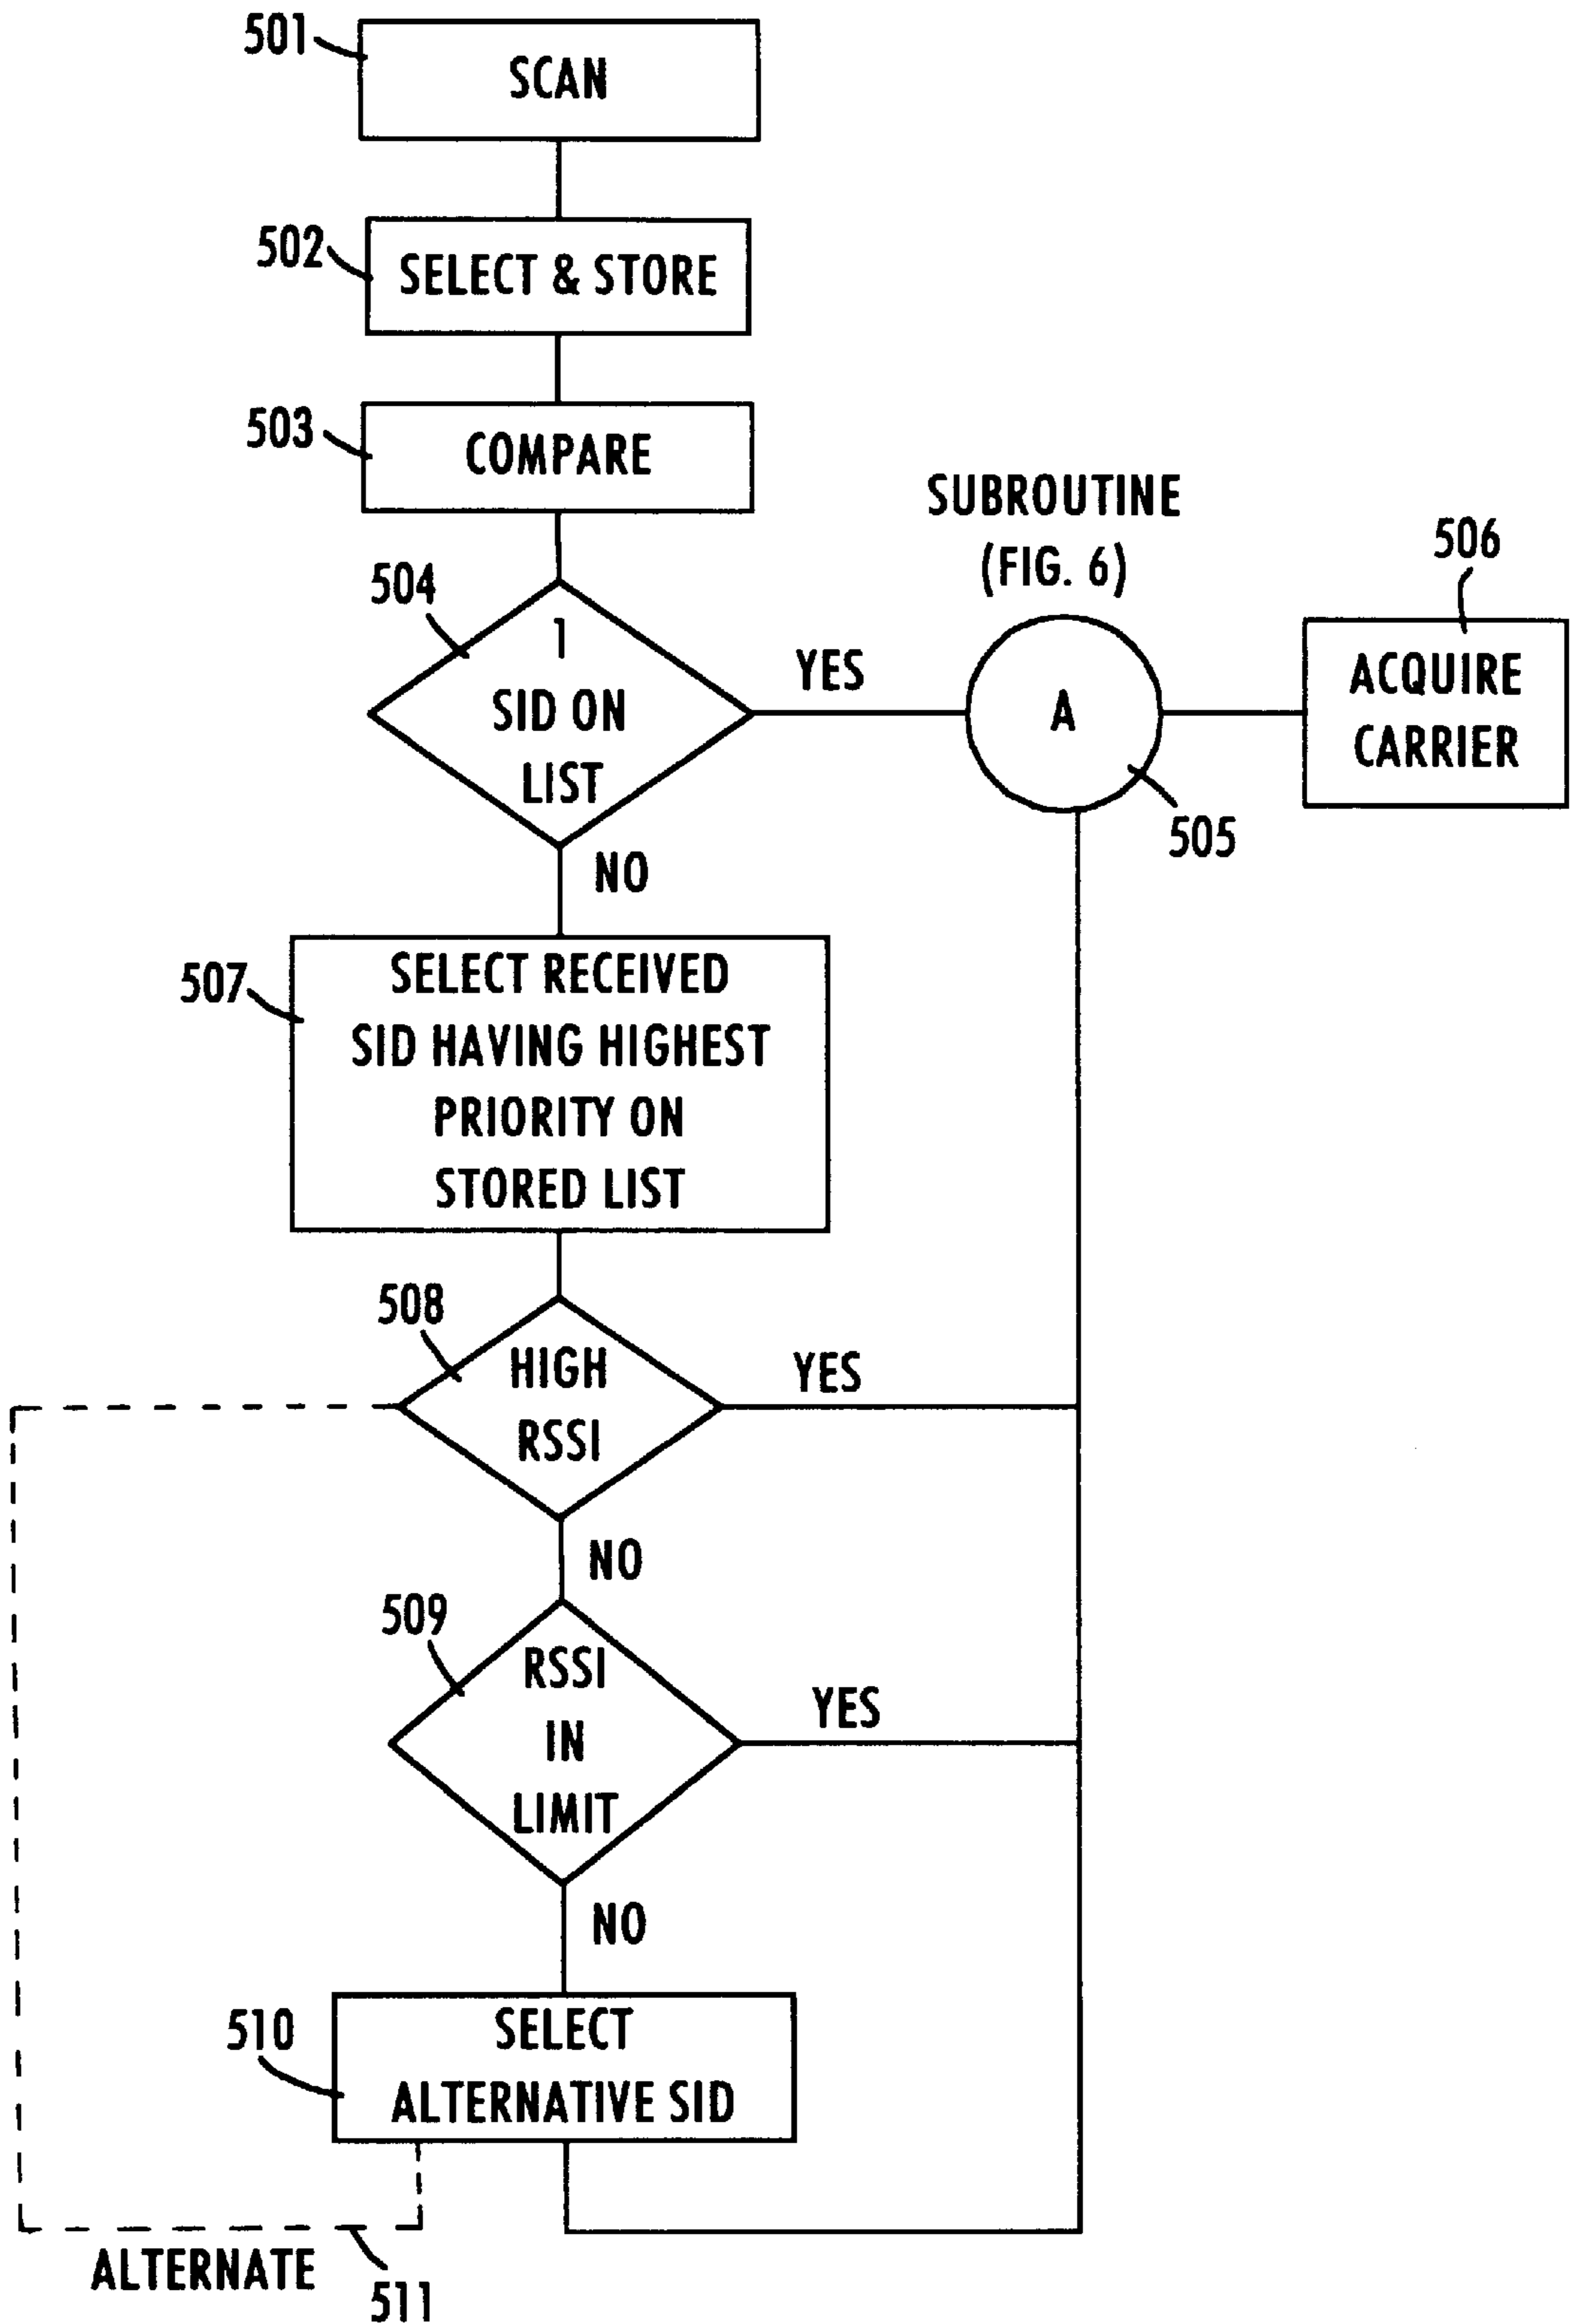 501
SCAN
502
SELECT & STORE
503
COMPARE
SUBROUTINE
(FIG. 6)
504
1
SID ON
LIST
YES
A
505
506
ACQUIRE
CARRIER
NO
507
SELECT RECEIVED
SID HAVING HIGHEST
PRIORITY ON
STORED LIST
508
HIGH
RSSI
YES
NO
509
RSSI
IN
LIMIT
YES
NO
510
SELECT
ALTERNATIVE SID
ALTERNATE
511